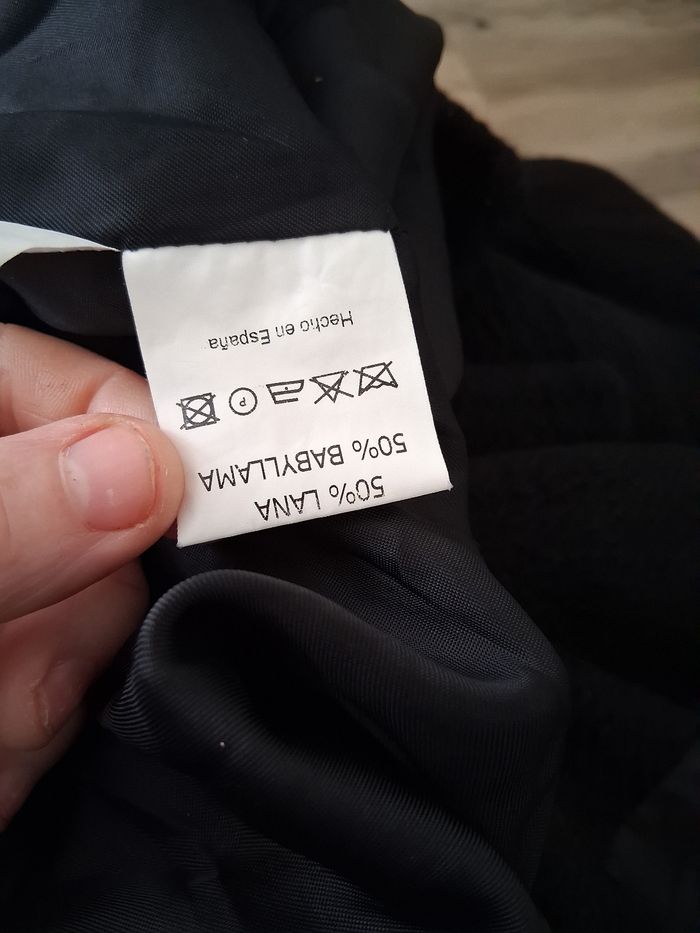 50% LANA
50% BABYLLAMA
P
Hecho en España